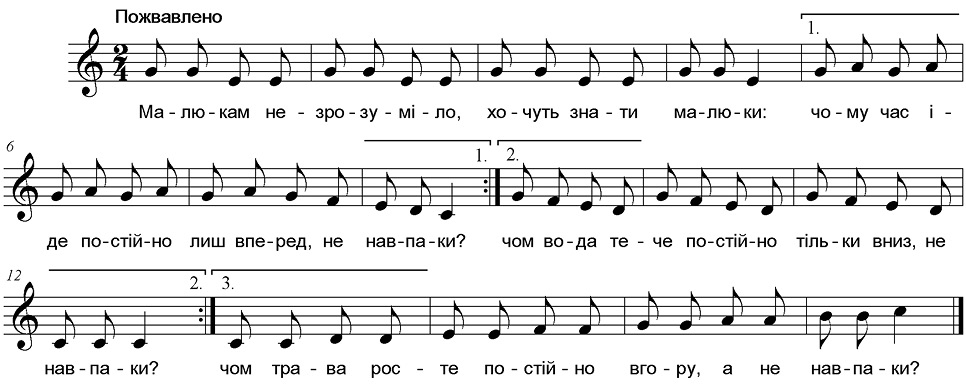 Пожвавлено
1.
2
4
Ма – лю – кам не – зро – зу – мі – ло, хо – чуть зна – ти ма – лю – ки: чо – му час і –
6
1. 2.
де по – стій – но лиш впе – ред, не нав – па – ки? чом во – да те – че по – стій – но тіль – ки вниз, не
12
2. 3.
нав – па – ки? чом тра – ва рос – те по – стій – но вго – ру, а не нав – па – ки?